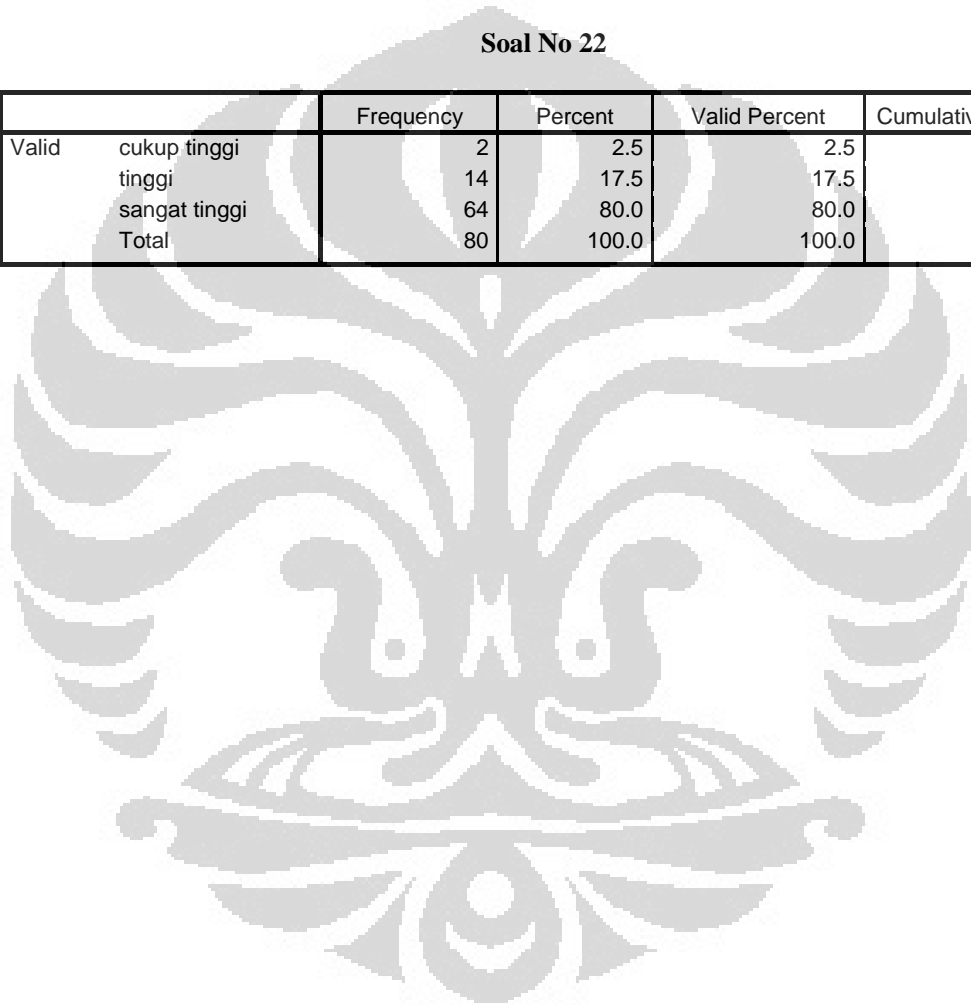 Soal No 22
Frequency Percent Valid Percent
Valid cukup tinggi 2 2.5 2.5
tinggi 14 17.5 17.5
sangat tinggi 64 80.0 80.0
Total 80 100.0 100.0